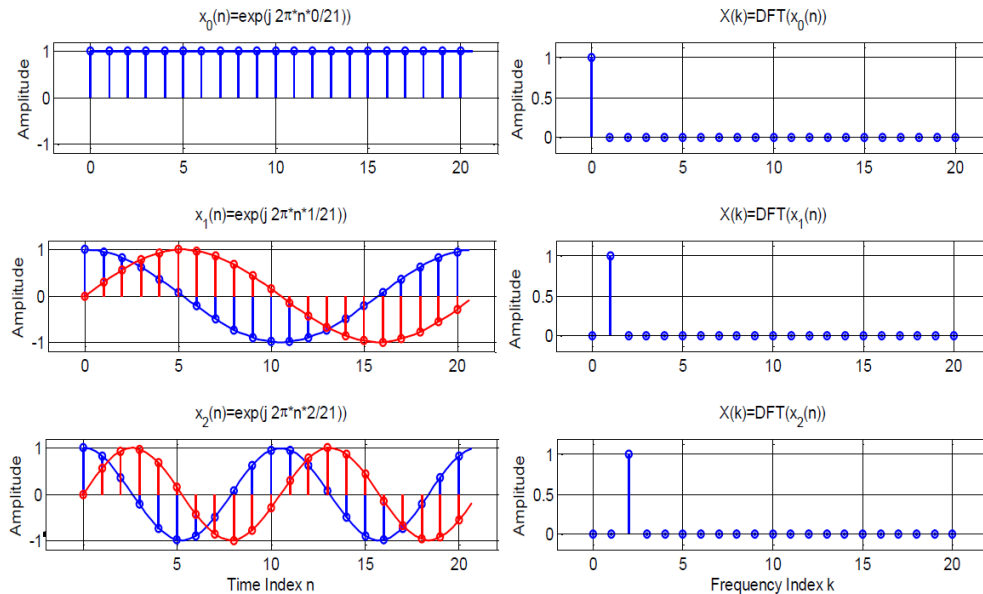 x0(n)=exp(j 2π*n*0/21))
Amplitude
1
0
-1
0 5 10 15 20
X(k)=DFT(x0(n))
Amplitude
1
0.5
0
0 5 10 15 20
x1(n)=exp(j 2π*n*1/21))
Amplitude
1
0
-1
0 5 10 15 20
X(k)=DFT(x1(n))
Amplitude
1
0.5
0
0 5 10 15 20
x2(n)=exp(j 2π*n*2/21))
Amplitude
1
0
-1
5 10 15 20
Time Index n
X(k)=DFT(x2(n))
Amplitude
1
0.5
0
0 5 10 15 20
Frequency Index k